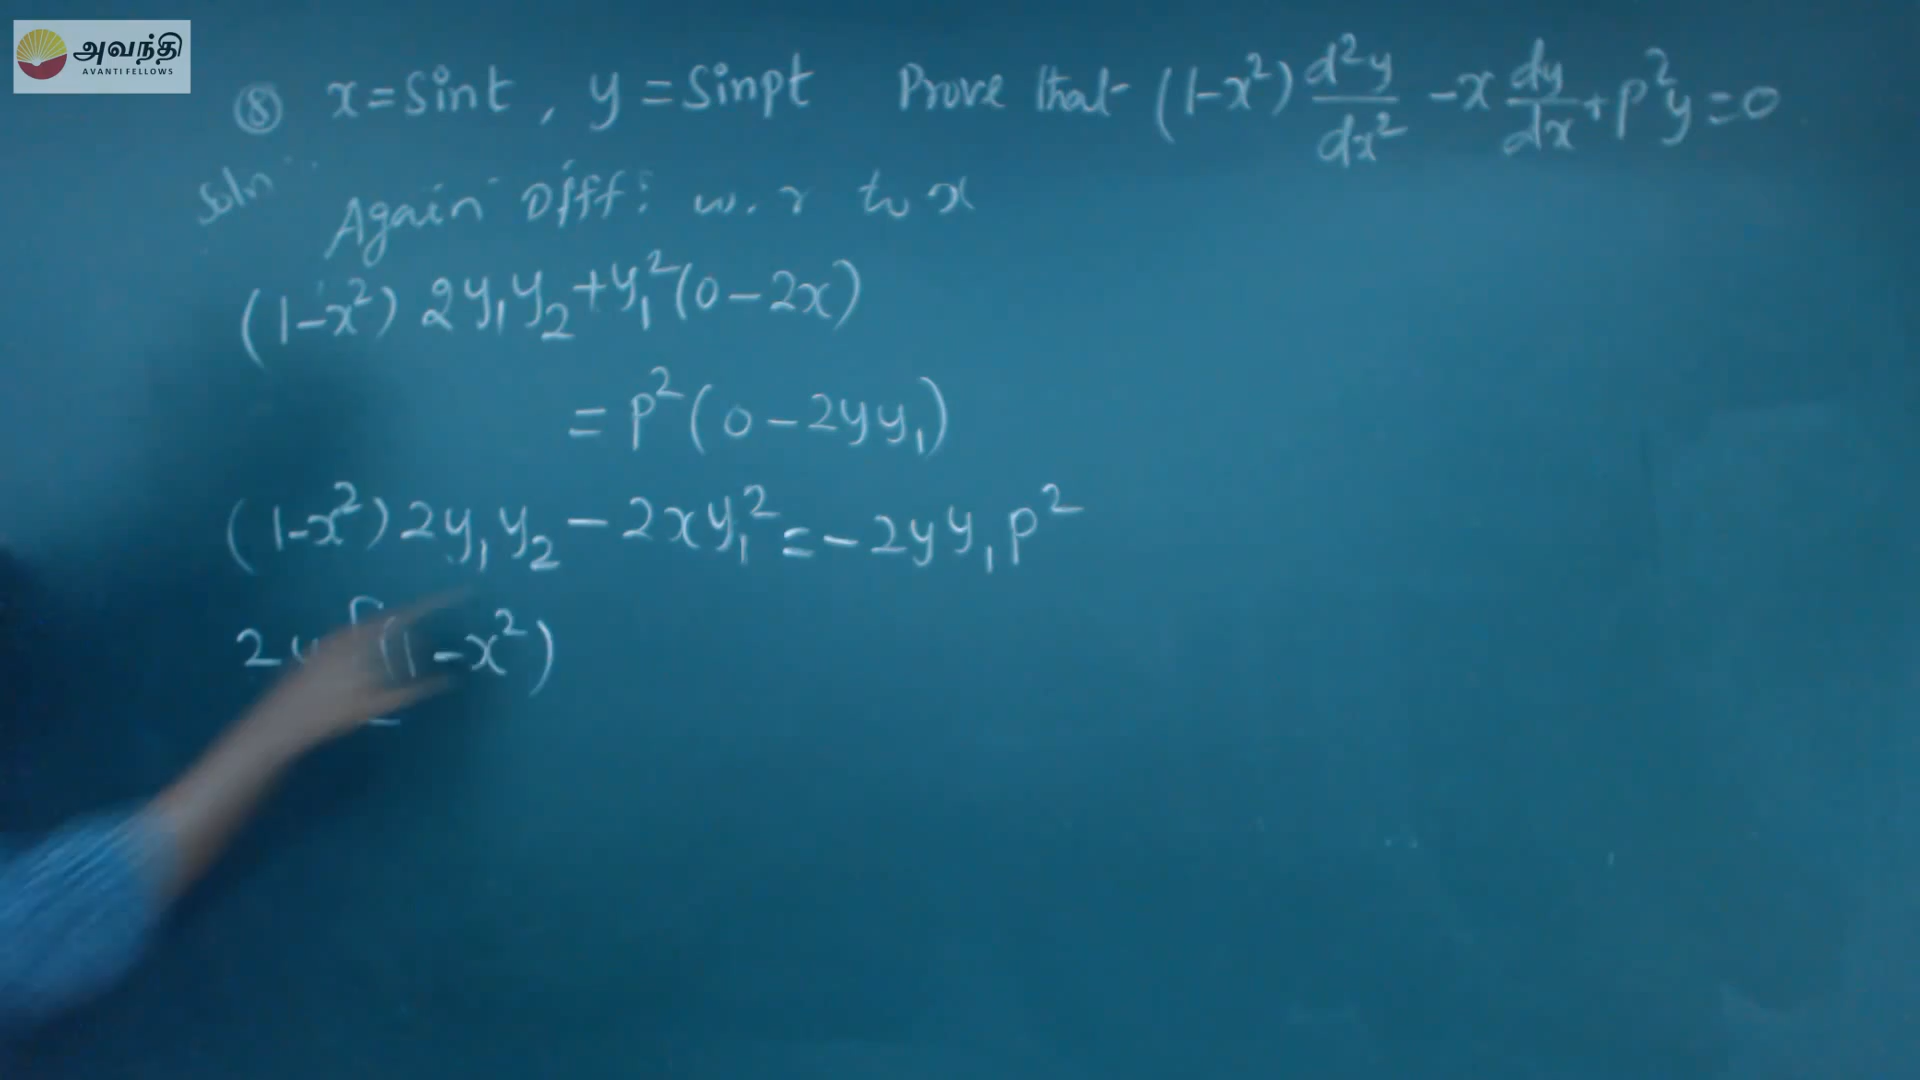 அவந்தி
AVANTI FELLOWS
⑧ x = Sint , y = Sinpt Prove that (1-x²) d²y/dx² - x dy/dx + p²y = 0
Soln
Again Diff: w.r to x
(1-x²) 2y₁y₂ + y₁² (0-2x)
= p² (0 - 2yy₁)
(1-x²) 2y₁y₂ - 2xy₁² = -2yy₁p²
2y [(1-x²)